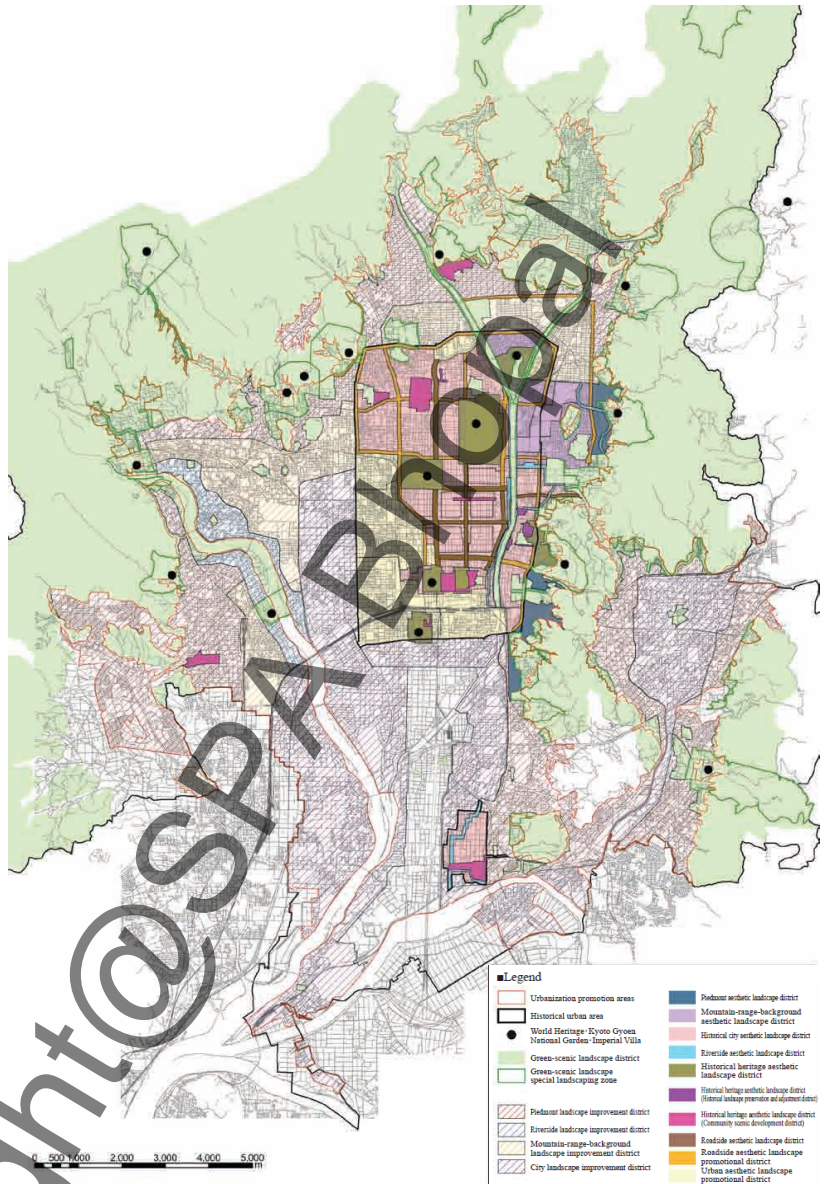 ht@SPA Bhopal
■Legend
Urbanization promotion areas
Historical urban area
World Heritage・Kyoto Gyoen
National Garden・Imperial Villa
Green-scenic landscape district
Green-scenic landscape
special landscaping zone
Piedmont landscape improvement district
Riverside landscape improvement district
Mountain-range-background
landscape improvement district
City landscape improvement district
Piedmont aesthetic landscape district
Mountain-range-background
aesthetic landscape district
Historical city aesthetic landscape district
Riverside aesthetic landscape district
Historical heritage aesthetic
landscape district
Historical heritage aesthetic landscape district
(Historical landscape preservation and adjustment district)
Historical heritage aesthetic landscape district
(Community scenic development district)
Roadside aesthetic landscape district
Roadside aesthetic landscape
promotional district
Urban aesthetic landscape
promotional district
0 500 1,000 2,000 3,000 4,000 5,000
m